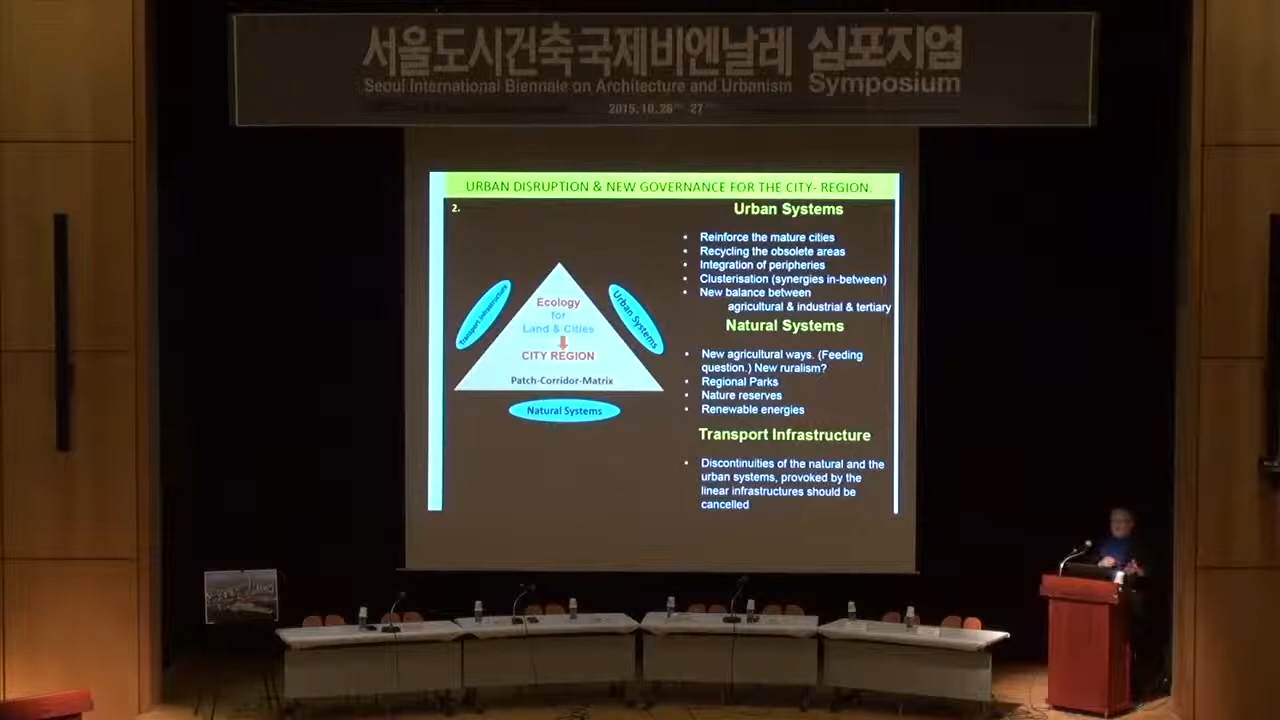 서울도시건축국제비엔날레 심포지엄
Seoul International Biennale on Architecture and Urbanism Symposium
2015.10.26 27
URBAN DISRUPTION & NEW GOVERNANCE FOR THE CITY- REGION.
2.
Transport Infrastructure
Urban Systems
Ecology
for
Land & Cities
CITY REGION
Patch-Corridor-Matrix
Natural Systems
Urban Systems
• Reinforce the mature cities
• Recycling the obsolete areas
• Integration of peripheries
• Clusterisation (synergies in-between)
• New balance between
agricultural & industrial & tertiary
Natural Systems
• New agricultural ways. (Feeding
question.) New ruralism?
• Regional Parks
• Nature reserves
• Renewable energies
Transport Infrastructure
• Discontinuities of the natural and the
urban systems, provoked by the
linear infrastructures should be
cancelled